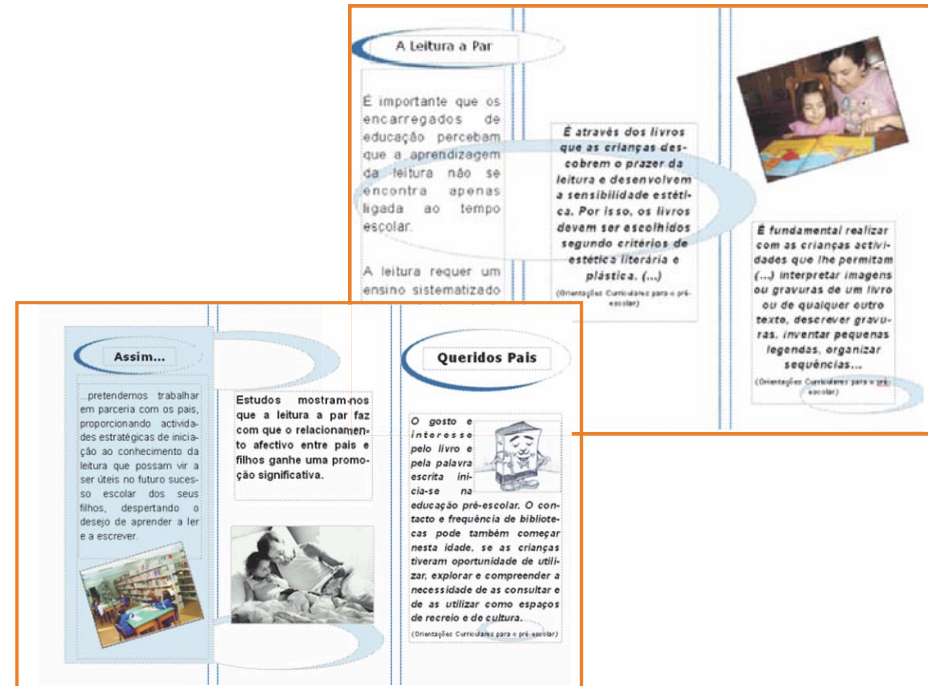 A Leitura a Par
É importante que os
encarregados de
educação percebam
que a aprendizagem
da leitura não se
encontra apenas
ligada ao tempo
escolar.
A leitura requer um
ensino sistematizado
É através dos livros
que as crianças des-
cobrem o prazer da
leitura e desenvolvem
a sensibilidade estéti-
ca. Por isso, os livros
devem ser escolhidos
segundo critérios de
estética literária e
plástica. (...)
(Orientações Curriculares para o pré-
escolar)
É fundamental realizar
com as crianças activi-
dades que lhe permitam
(...) interpretar imagens
ou gravuras de um livro
ou de qualquer outro
texto, descrever gravu-
ras, inventar pequenas
legendas, organizar
sequências...
(Orientações Curriculares para o pré-
escolar)
Assim...
...pretendemos trabalhar
em parceria com os pais,
proporcionando activida-
des estratégicas de inicia-
ção ao conhecimento da
leitura que possam vir a
ser úteis no futuro suces-
so escolar dos seus
filhos, despertando o
desejo de aprender a ler
e a escrever.
Estudos mostram-nos
que a leitura a par faz
com que o relacionamen-
to afectivo entre pais e
filhos ganhe uma promo-
ção significativa.
Queridos Pais
O gosto e
interesse
pelo livro e
pela palavra
escrita ini-
cia-se na
educação pré-escolar. O con-
tacto e frequência de bibliote-
cas pode também começar
nesta idade, se as crianças
tiveram oportunidade de utili-
zar, explorar e compreender a
necessidade de as consultar e
de as utilizar como espaços
de recreio e de cultura.
(Orientações Curriculares para o pré-escolar)